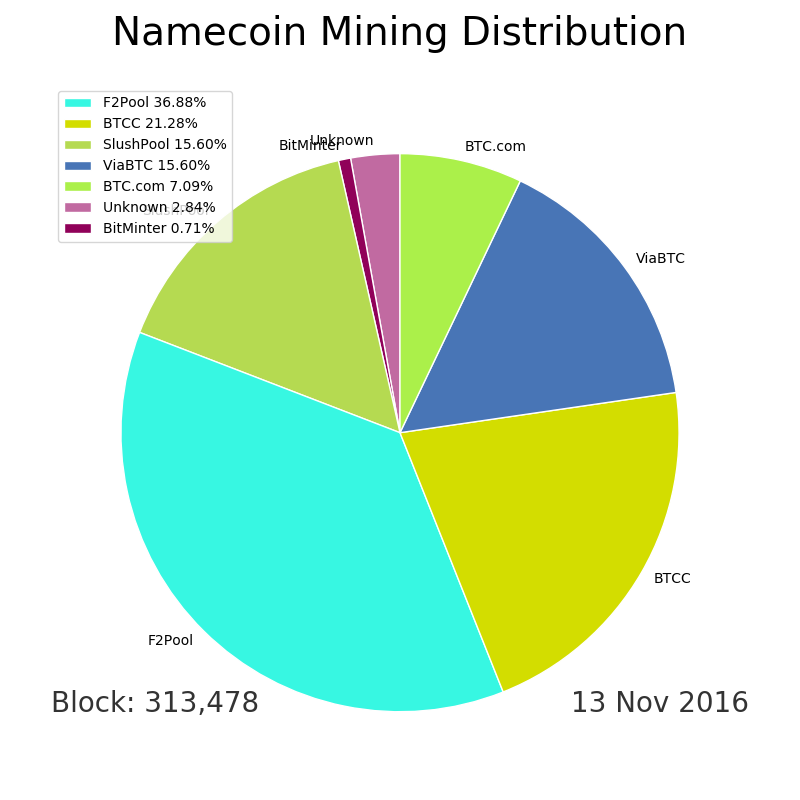 Namecoin Mining Distribution
F2Pool 36.88%
BTCC 21.28%
SlushPool 15.60%
ViaBTC 15.60%
BTC.com 7.09%
Unknown 2.84%
BitMinter 0.71%
Unknown
BitMinter
BTC.com
SlushPool
ViaBTC
BTCC
F2Pool
Block: 313,478
13 Nov 2016